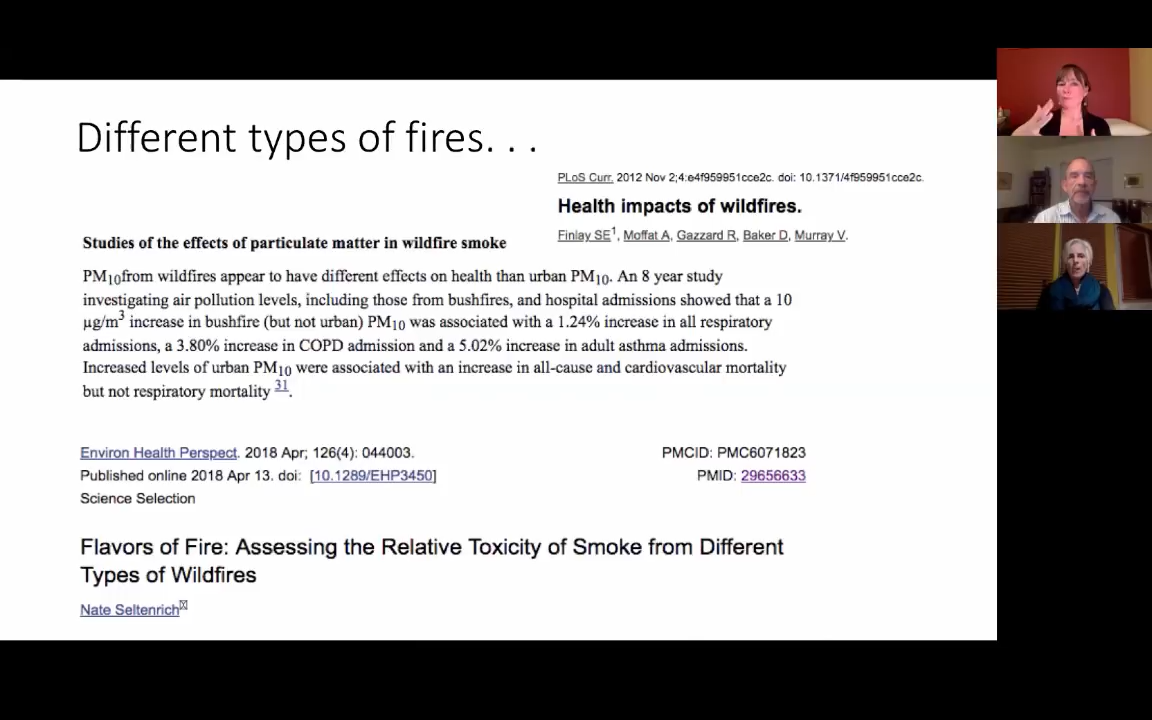 Different types of fires. . .
PLoS Curr. 2012 Nov 2;4:e4f959951cce2c. doi: 10.1371/4f959951cce2c.
Health impacts of wildfires.
Finlay SE1, Moffat A, Gazzard R, Baker D, Murray V.
Studies of the effects of particulate matter in wildfire smoke
PM10from wildfires appear to have different effects on health than urban PM10. An 8 year study
investigating air pollution levels, including those from bushfires, and hospital admissions showed that a 10
µg/m3 increase in bushfire (but not urban) PM10 was associated with a 1.24% increase in all respiratory
admissions, a 3.80% increase in COPD admission and a 5.02% increase in adult asthma admissions.
Increased levels of urban PM10 were associated with an increase in all-cause and cardiovascular mortality
but not respiratory mortality 31.
Environ Health Perspect. 2018 Apr; 126(4): 044003.
PMCID: PMC6071823
Published online 2018 Apr 13. doi: [10.1289/EHP3450]
PMID: 29656633
Science Selection
Flavors of Fire: Assessing the Relative Toxicity of Smoke from Different
Types of Wildfires
Nate Seltenrich